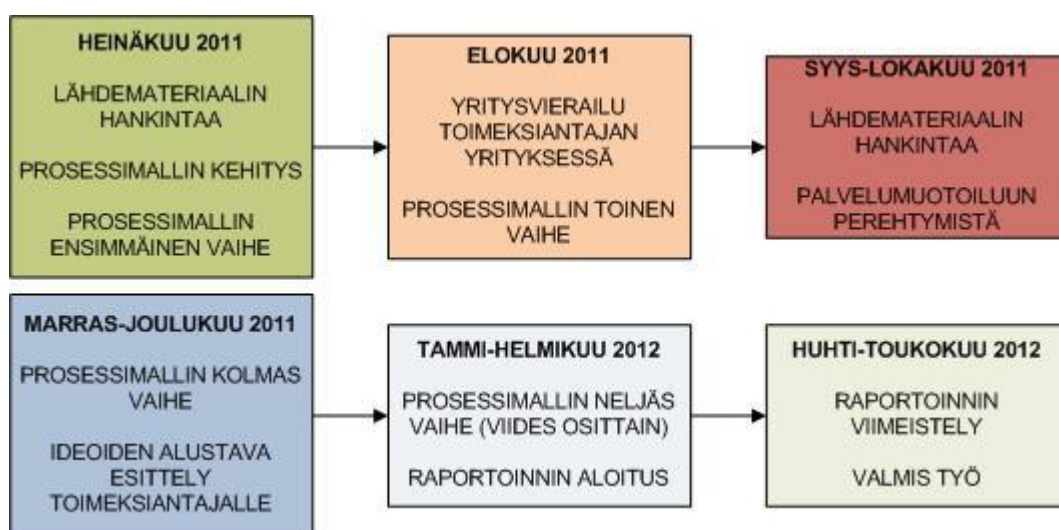 HEINÄKUU 2011
LÄHDEMATERIAALIN
HANKINTAA
PROSESSIMALLIN KEHITYS
PROSESSIMALLIN
ENSIMMÄINEN VAIHE
ELOKUU 2011
YRITYSVIERAILU
TOIMEKSIANTAJAN
YRITYKSESSÄ
PROSESSIMALLIN TOINEN
VAIHE
SYYS-LOKAKUU 2011
LÄHDEMATERIAALIN
HANKINTAA
PALVELUMUOTOILUUN
PEREHTYMISTÄ
MARRAS-JOULUKUU 2011
PROSESSIMALLIN KOLMAS
VAIHE
IDEOIDEN ALUSTAVA
ESITTELY
TOIMEKSIANTAJALLE
TAMMI-HELMIKUU 2012
PROSESSIMALLIN NELJÄS
VAIHE (VIIDES OSITTAIN)
RAPORTOINNIN ALOITUS
HUHTI-TOUKOKUU 2012
RAPORTOINNIN
VIIMEISTELY
VALMIS TYÖ